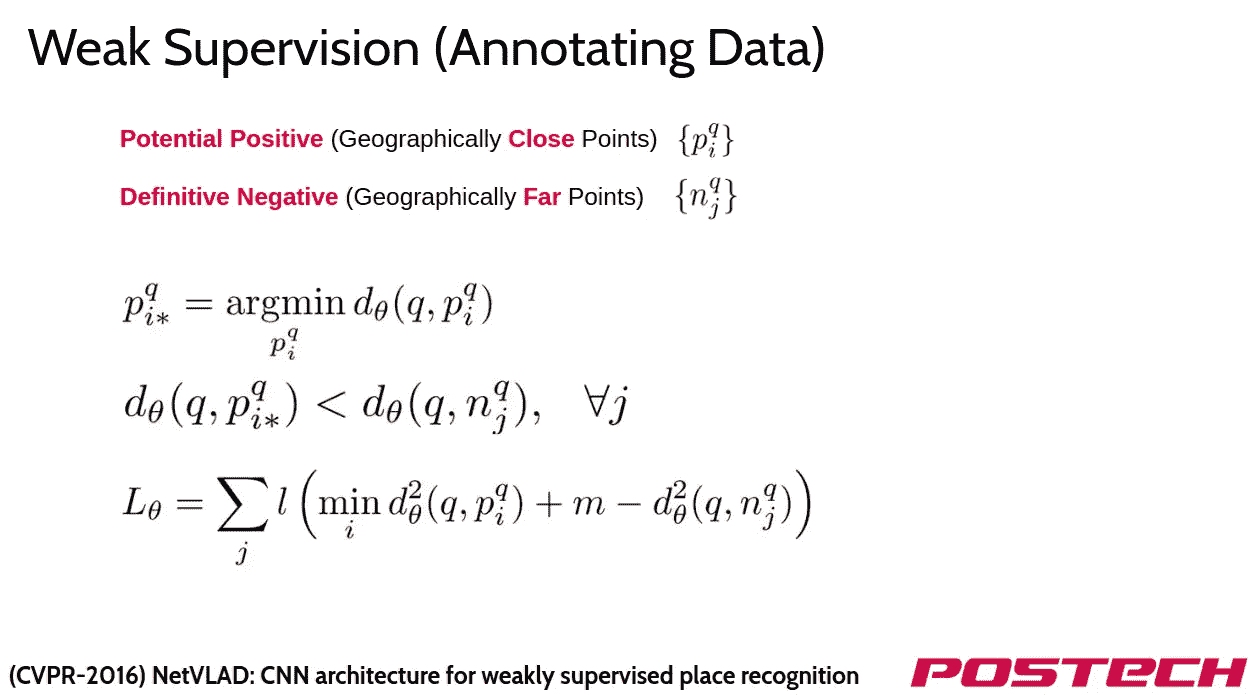 Weak Supervision (Annotating Data)
Potential Positive (Geographically Close Points) $\{p_i^q\}$
Definitive Negative (Geographically Far Points) $\{n_j^q\}$
$p_{i*}^q = \underset{p_i^q}{\operatorname{argmin}}\, d_\theta(q, p_i^q)$
$d_\theta(q, p_{i*}^q) < d_\theta(q, n_j^q), \quad \forall j$
$L_\theta = \sum_j l \left( \min_i d_\theta^2(q, p_i^q) + m - d_\theta^2(q, n_j^q) \right)$
(CVPR-2016) NetVLAD: CNN architecture for weakly supervised place recognition
POSTECH